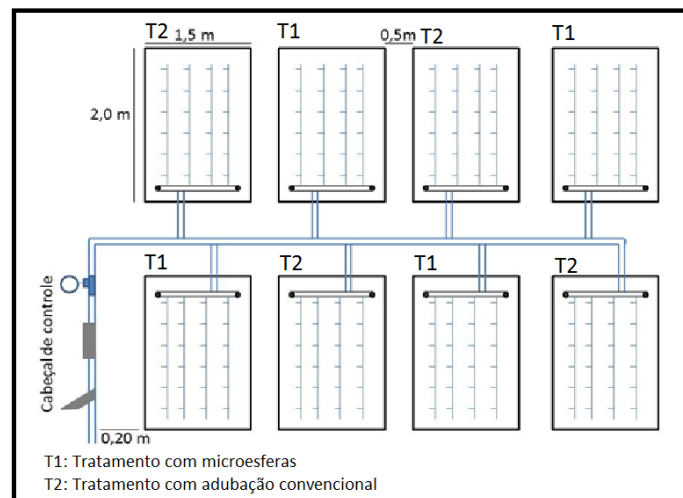 T2 1,5 m T1 0,5m T2 T1
2,0 m
T1 T2 T1 T2
Cabeçal de controle
0,20 m
T1: Tratamento com microesferas
T2: Tratamento com adubação convencional